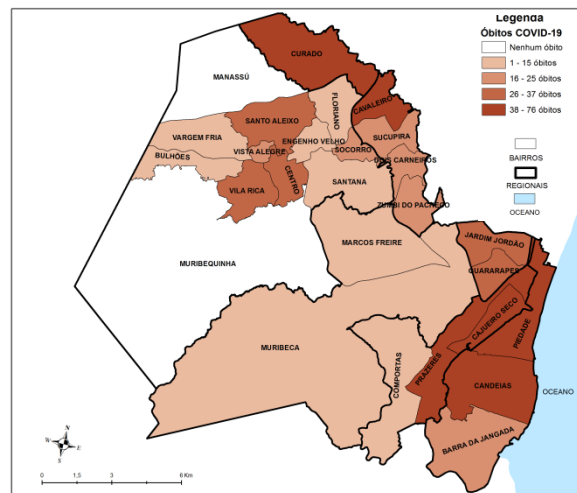 Legenda
Óbitos COVID-19
Nenhum óbito
1 - 15 óbitos
16 - 25 óbitos
26 - 37 óbitos
38 - 76 óbitos
BAIRROS
REGIONAIS
OCEANO
CURADO
MANASSÚ
CAVALEIRO
FLORIANO
SANTO ALEIXO
VARGEM FRIA
ENGENHO VELHO
SUCUPIRA
BULHÕES
VISTA ALEGRE
SOCORRO
DOIS CARNEIROS
VILA RICA
CENTRO
SANTANA
ZUMBI DO PACHECO
MARCOS FREIRE
JARDIM JORDÃO
MURIBEQUINHA
GUARARAPES
CAJUEIRO SECO
PIEDADE
MURIBECA
COMPORTAS
PRAZERES
CANDEIAS
OCEANO
BARRA DA JANGADA
N
W
E
S
0 1,5 3 6 Km